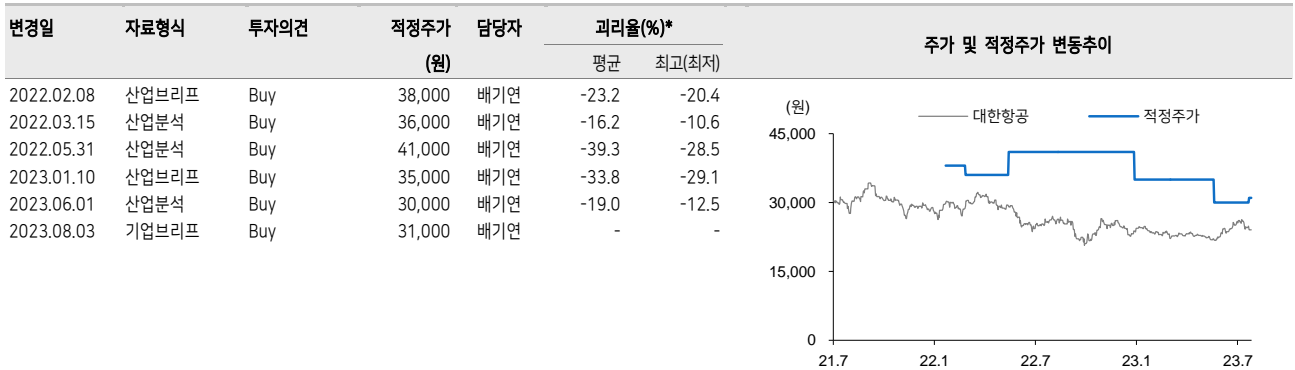 변경일 자료형식 투자의견 적정주가 담당자 괴리율(%)* 주가 및 적정주가 변동추이
(원) 평균 최고(최저)
2022.02.08 산업브리프 Buy 38,000 배기연 -23.2 -20.4
2022.03.15 산업분석 Buy 36,000 배기연 -16.2 -10.6
2022.05.31 산업분석 Buy 41,000 배기연 -39.3 -28.5
2023.01.10 산업브리프 Buy 35,000 배기연 -33.8 -29.1
2023.06.01 산업분석 Buy 30,000 배기연 -19.0 -12.5
2023.08.03 기업브리프 Buy 31,000 배기연 - -
(원) 대한항공 적정주가
45,000
30,000
15,000
0
21.7 22.1 22.7 23.1 23.7